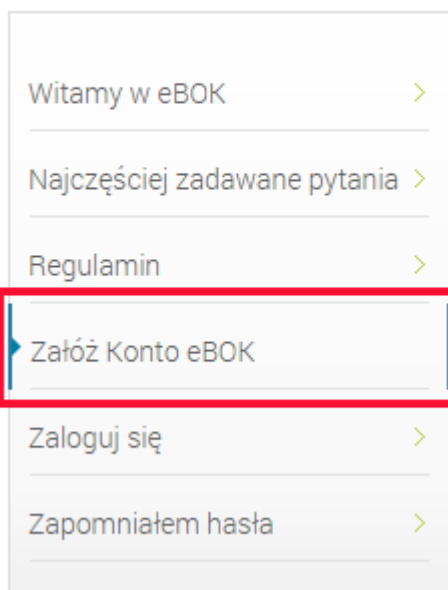 Witamy w eBOK
Najczęściej zadawane pytania
Regulamin
Załóż Konto eBOK
Zaloguj się
Zapomniałem hasła